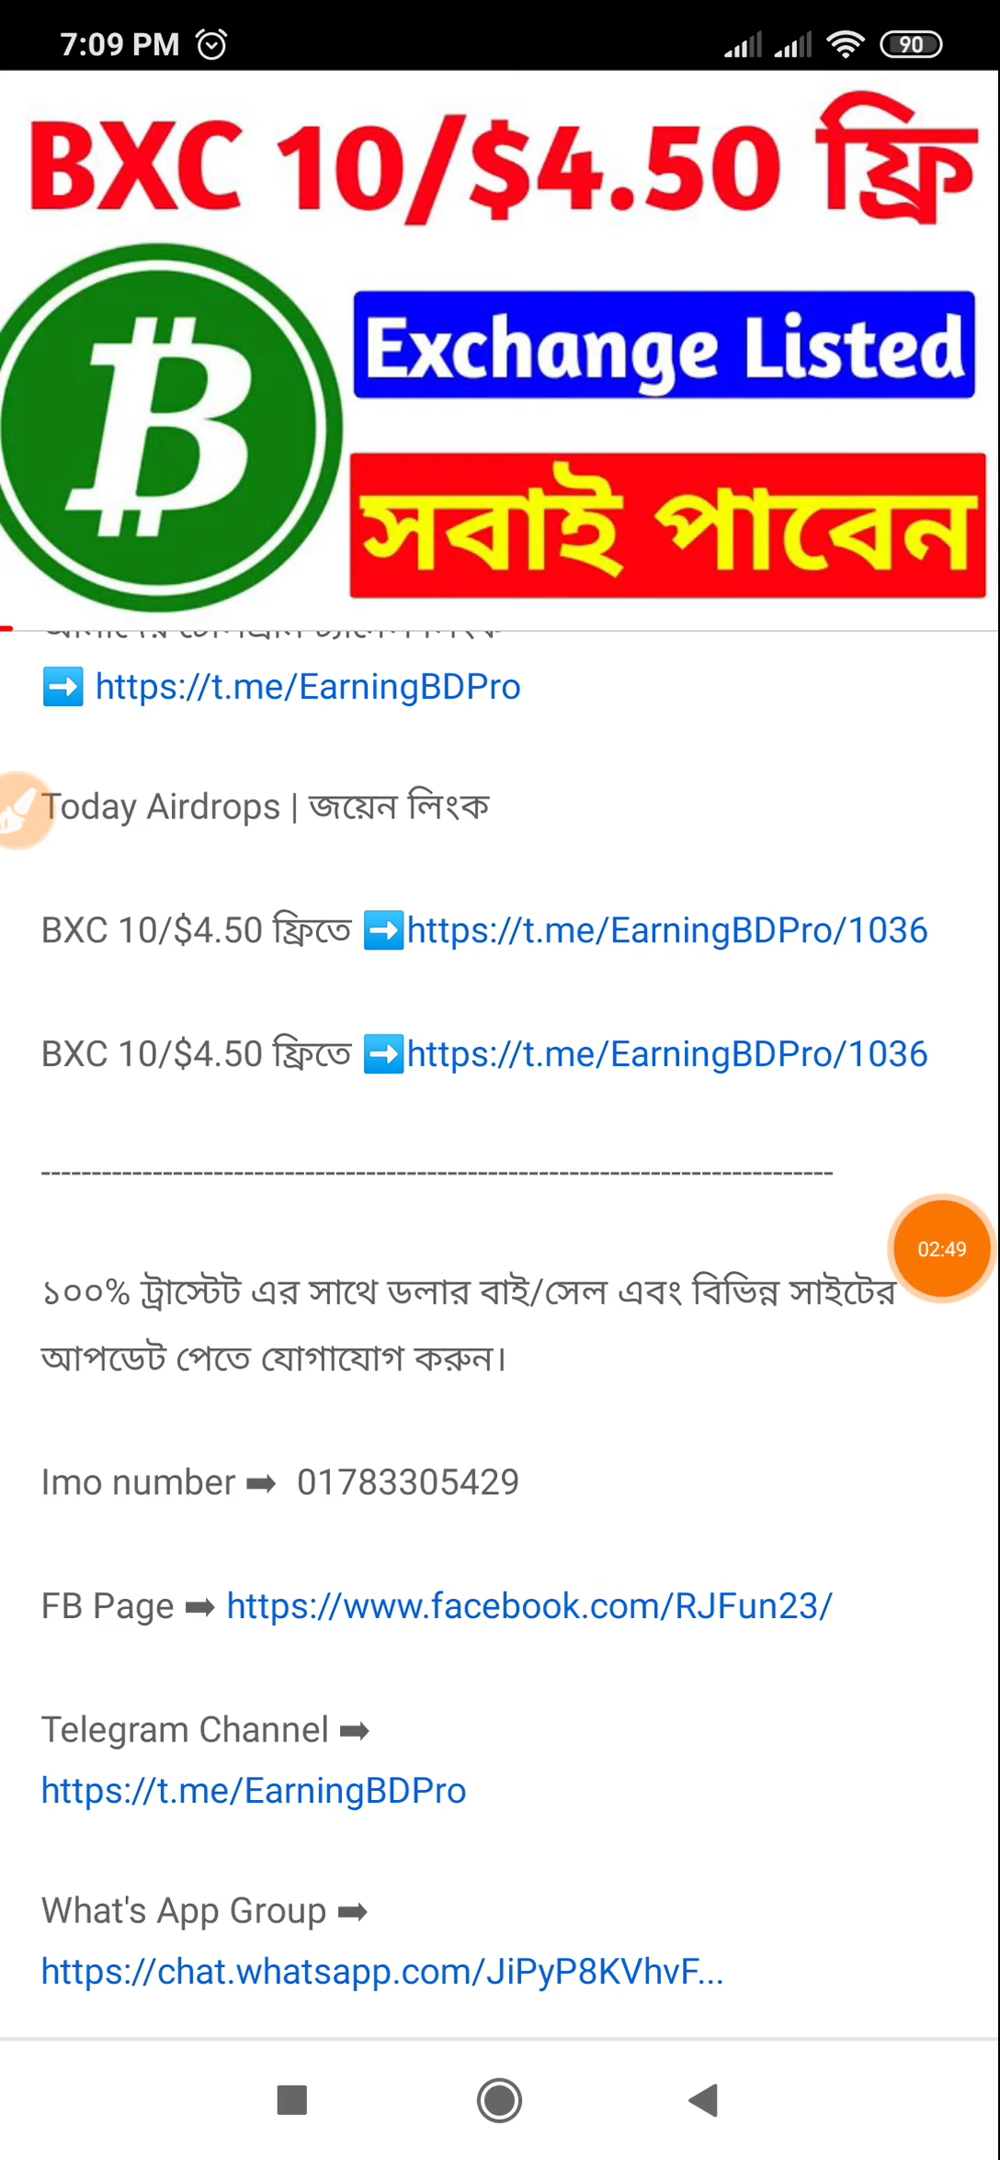 7:09 PM
90
BXC 10/$4.50 ফ্রি
Exchange Listed
সবাই পাবেন
https://t.me/EarningBDPro
Today Airdrops | জয়েন লিংক
BXC 10/$4.50 ফ্রিতে ➡️https://t.me/EarningBDPro/1036
BXC 10/$4.50 ফ্রিতে ➡️https://t.me/EarningBDPro/1036
------------------------------------------------------------------------------
02:49
১০০% ট্রাস্টেট এর সাথে ডলার বাই/সেল এবং বিভিন্ন সাইটের
আপডেট পেতে যোগাযোগ করুন।
Imo number ➡ 01783305429
FB Page ➡ https://www.facebook.com/RJFun23/
Telegram Channel ➡
https://t.me/EarningBDPro
What's App Group ➡
https://chat.whatsapp.com/JiPyP8KVhvF...